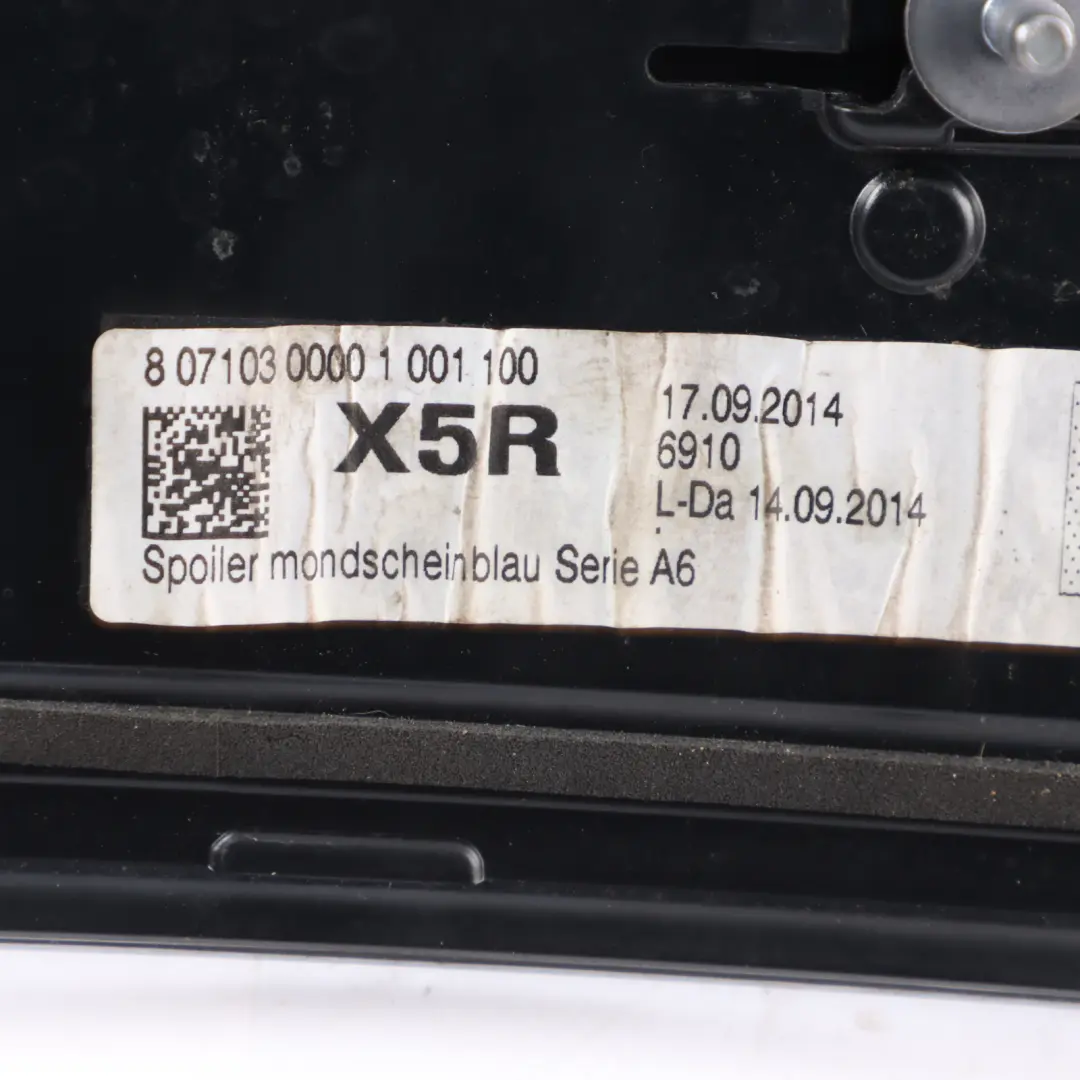 8 07103 0000 1 001 100
X5R
17.09.2014
6910
L-Da 14.09.2014
Spoiler mondscheinblau Serie A6